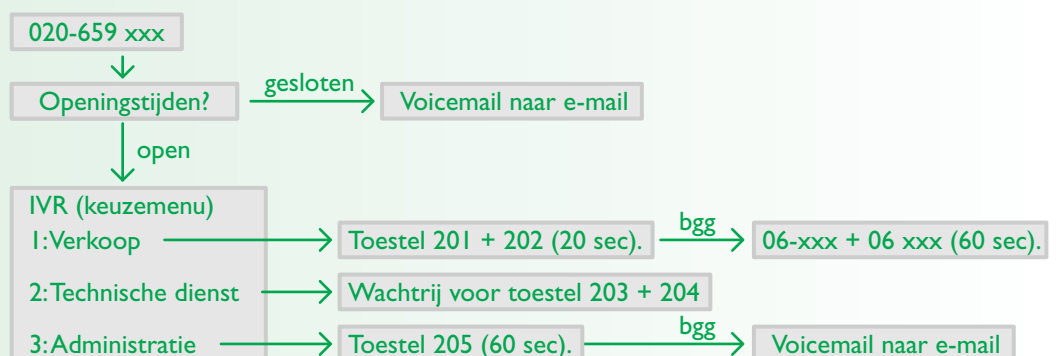 020-659 xxx
Openingstijden?
gesloten
Voicemail naar e-mail
open
IVR (keuzemenu)
1:Verkoop
Toestel 201 + 202 (20 sec).
bgg
06-xxx + 06 xxx (60 sec).
2:Technische dienst
Wachtrij voor toestel 203 + 204
3:Administratie
Toestel 205 (60 sec).
bgg
Voicemail naar e-mail